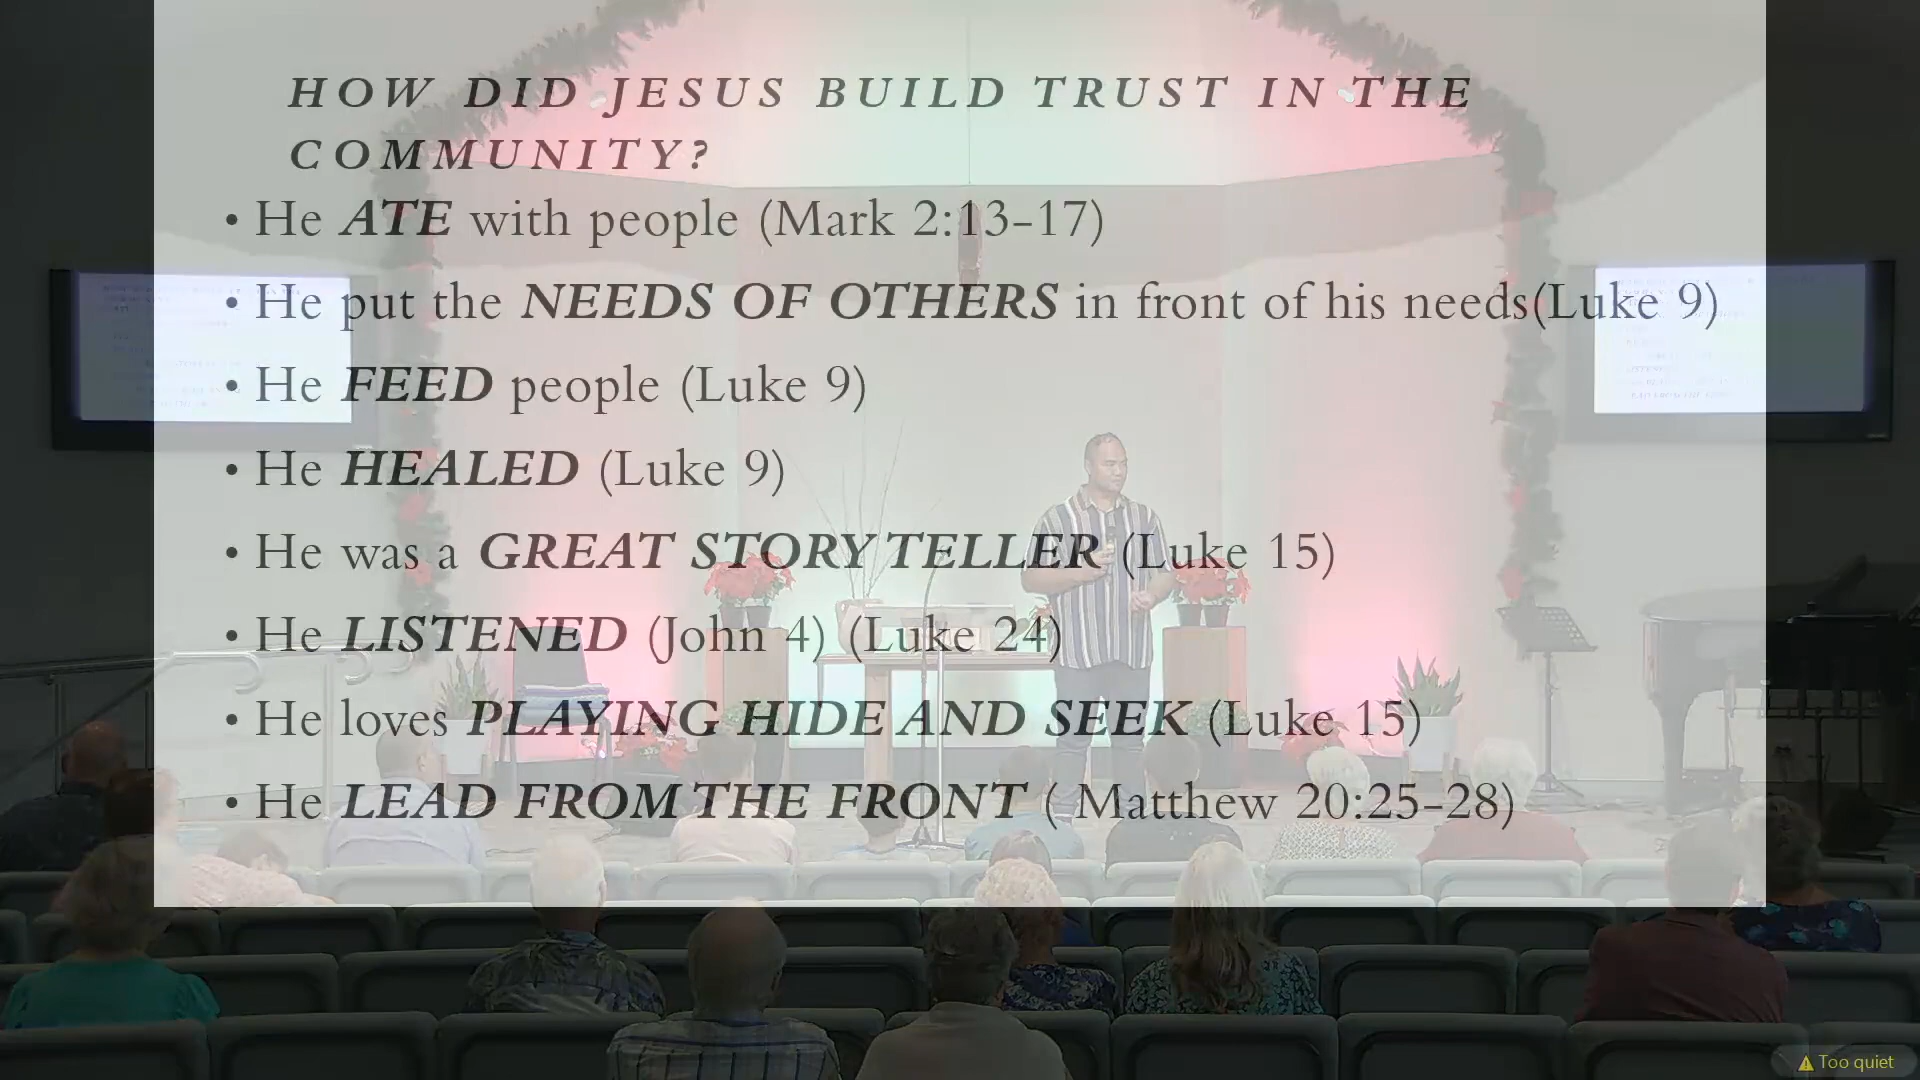 HOW DID JESUS BUILD TRUST IN THE
COMMUNITY?
• He ATE with people (Mark 2:13-17)
• He put the NEEDS OF OTHERS in front of his needs(Luke 9)
• He FEED people (Luke 9)
• He HEALED (Luke 9)
• He was a GREAT STORY TELLER (Luke 15)
• He LISTENED (John 4) (Luke 24)
• He loves PLAYING HIDE AND SEEK (Luke 15)
• He LEAD FROM THE FRONT ( Matthew 20:25-28)
Too quiet